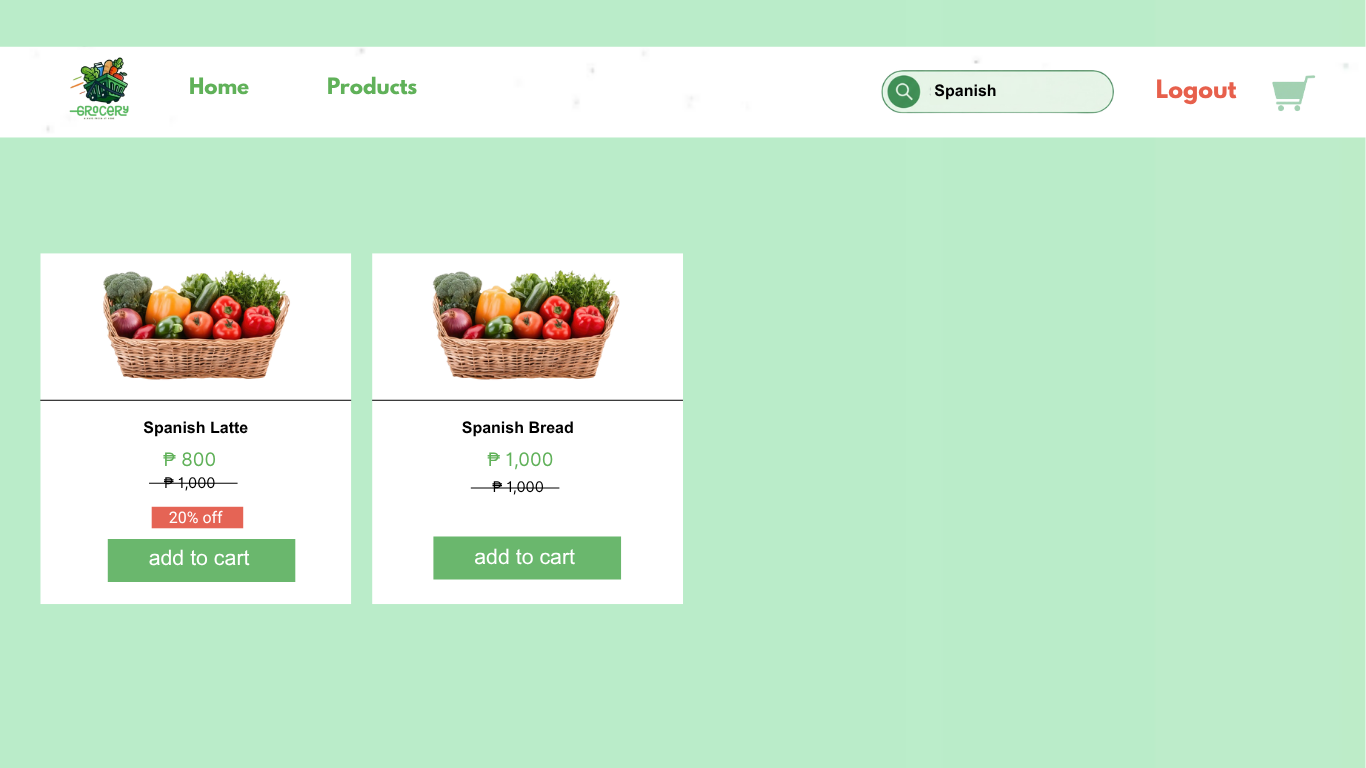 Home
Products
Spanish
Logout
GROCERY
Spanish Latte
₱ 800
₱ 1,000
20% off
add to cart
Spanish Bread
₱ 1,000
₱ 1,000
add to cart